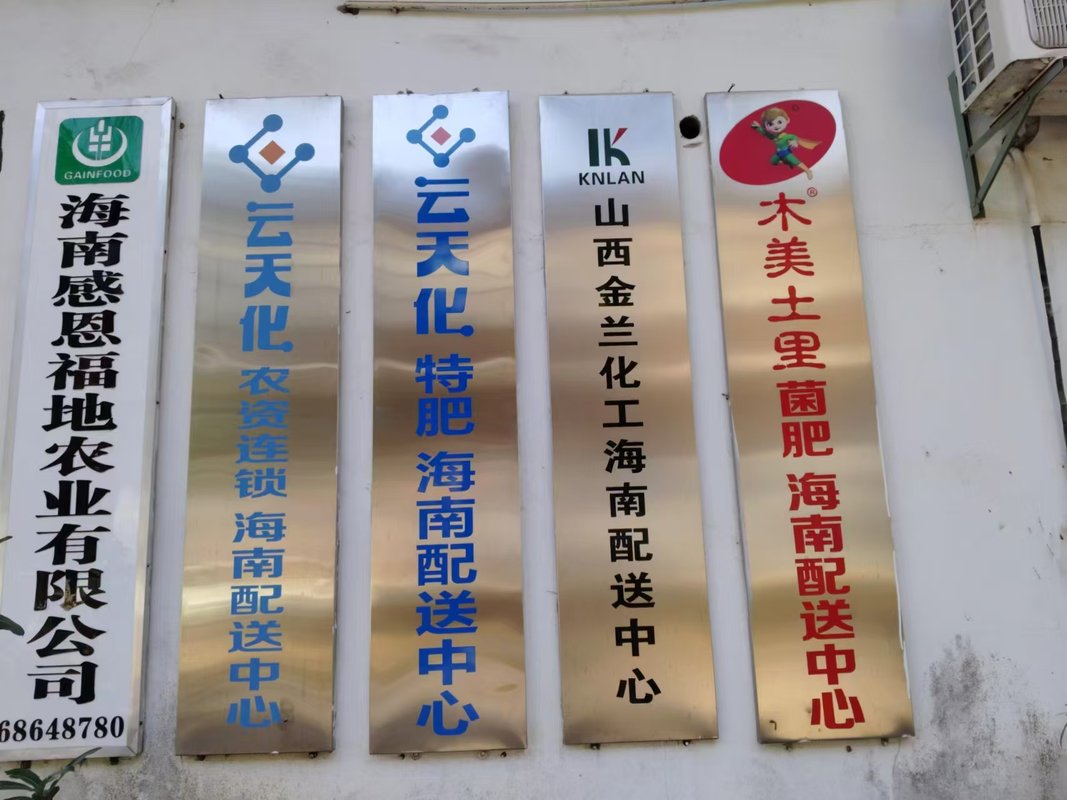 GAINFOOD
海南感恩福地农业有限公司
68648780
云天化 农资连锁 海南配送中心
云天化 特肥 海南配送中心
KNLAN
山西金兰化工海南配送中心
®
木美土里 菌肥 海南配送中心